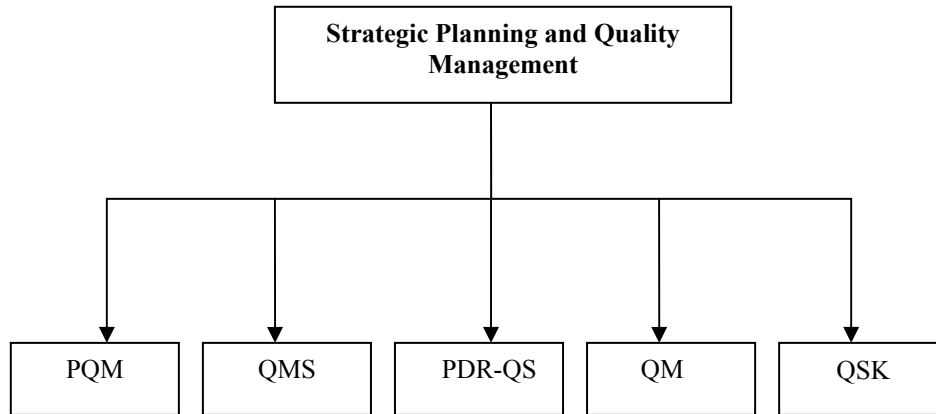 Strategic Planning and Quality
Management
PQM
QMS
PDR-QS
QM
QSK